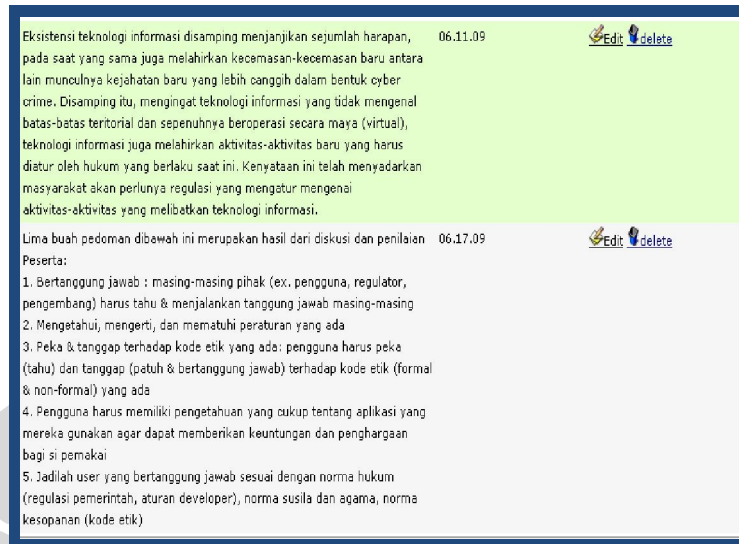 Eksistensi teknologi informasi disamping menjanjikan sejumlah harapan, 06.11.09 Edit delete
pada saat yang sama juga melahirkan kecemasan-kecemasan baru antara
lain munculnya kejahatan baru yang lebih canggih dalam bentuk cyber
crime. Disamping itu, mengingat teknologi informasi yang tidak mengenal
batas-batas teritorial dan sepenuhnya beroperasi secara maya (virtual),
teknologi informasi juga melahirkan aktivitas-aktivitas baru yang harus
diatur oleh hukum yang berlaku saat ini. Kenyataan ini telah menyadarkan
masyarakat akan perlunya regulasi yang mengatur mengenai
aktivitas-aktivitas yang melibatkan teknologi informasi.
Lima buah pedoman dibawah ini merupakan hasil dari diskusi dan penilaian 06.17.09 Edit delete
Peserta:
1. Bertanggung jawab : masing-masing pihak (ex. pengguna, regulator,
pengembang) harus tahu & menjalankan tanggung jawab masing-masing
2. Mengetahui, mengerti, dan mematuhi peraturan yang ada
3. Peka & tanggap terhadap kode etik yang ada: pengguna harus peka
(tahu) dan tanggap (patuh & bertanggung jawab) terhadap kode etik (formal
& non-formal) yang ada
4. Pengguna harus memiliki pengetahuan yang cukup tentang aplikasi yang
mereka gunakan agar dapat memberikan keuntungan dan penghargaan
bagi si pemakai
5. Jadilah user yang bertanggung jawab sesuai dengan norma hukum
(regulasi pemerintah, aturan developer), norma susila dan agama, norma
kesopanan (kode etik)